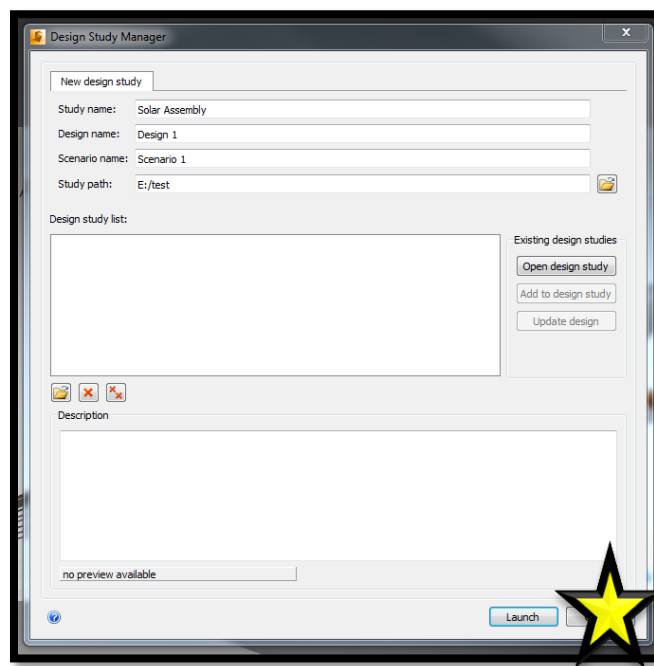 Design Study Manager
New design study
Study name: Solar Assembly
Design name: Design 1
Scenario name: Scenario 1
Study path: E:/test
Design study list:
Existing design studies
Open design study
Add to design study
Update design
Description
no preview available
Launch